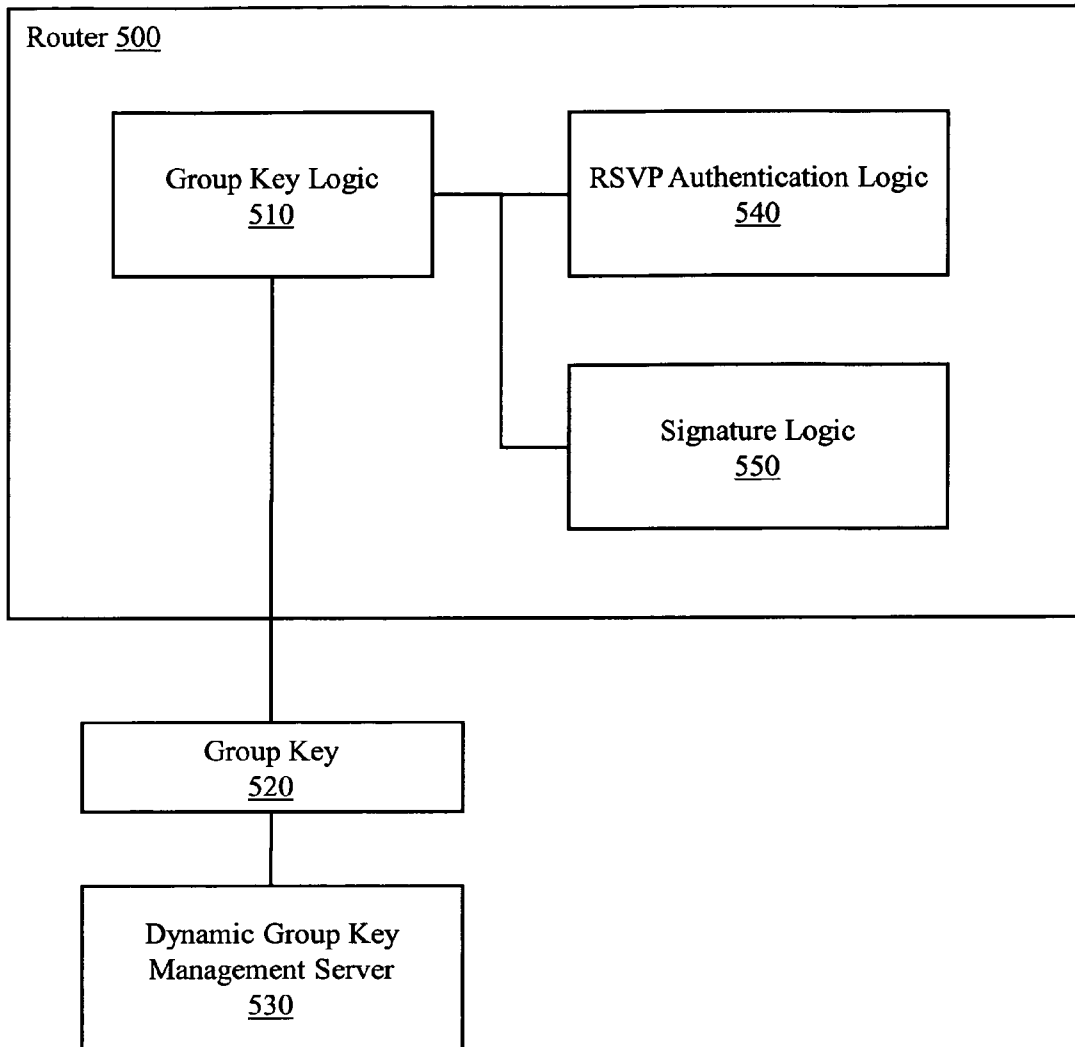 Router 500
Group Key Logic
510
RSVP Authentication Logic
540
Signature Logic
550
Group Key
520
Dynamic Group Key
Management Server
530